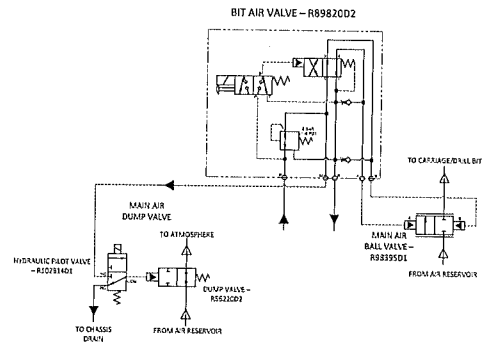 BIT AIR VALVE – R89820D2
TO CARRIAGE/DRILL BIT
MAIN AIR
DUMP VALVE
TO ATMOSPHERE
MAIN AIR
BALL VALVE –
R93395D1
HYDRAULIC PILOT VALVE
DUMP VALVE –
FROM AIR RESERVOIR
TO CHASSIS
DRAIN
FROM AIR RESERVOIR